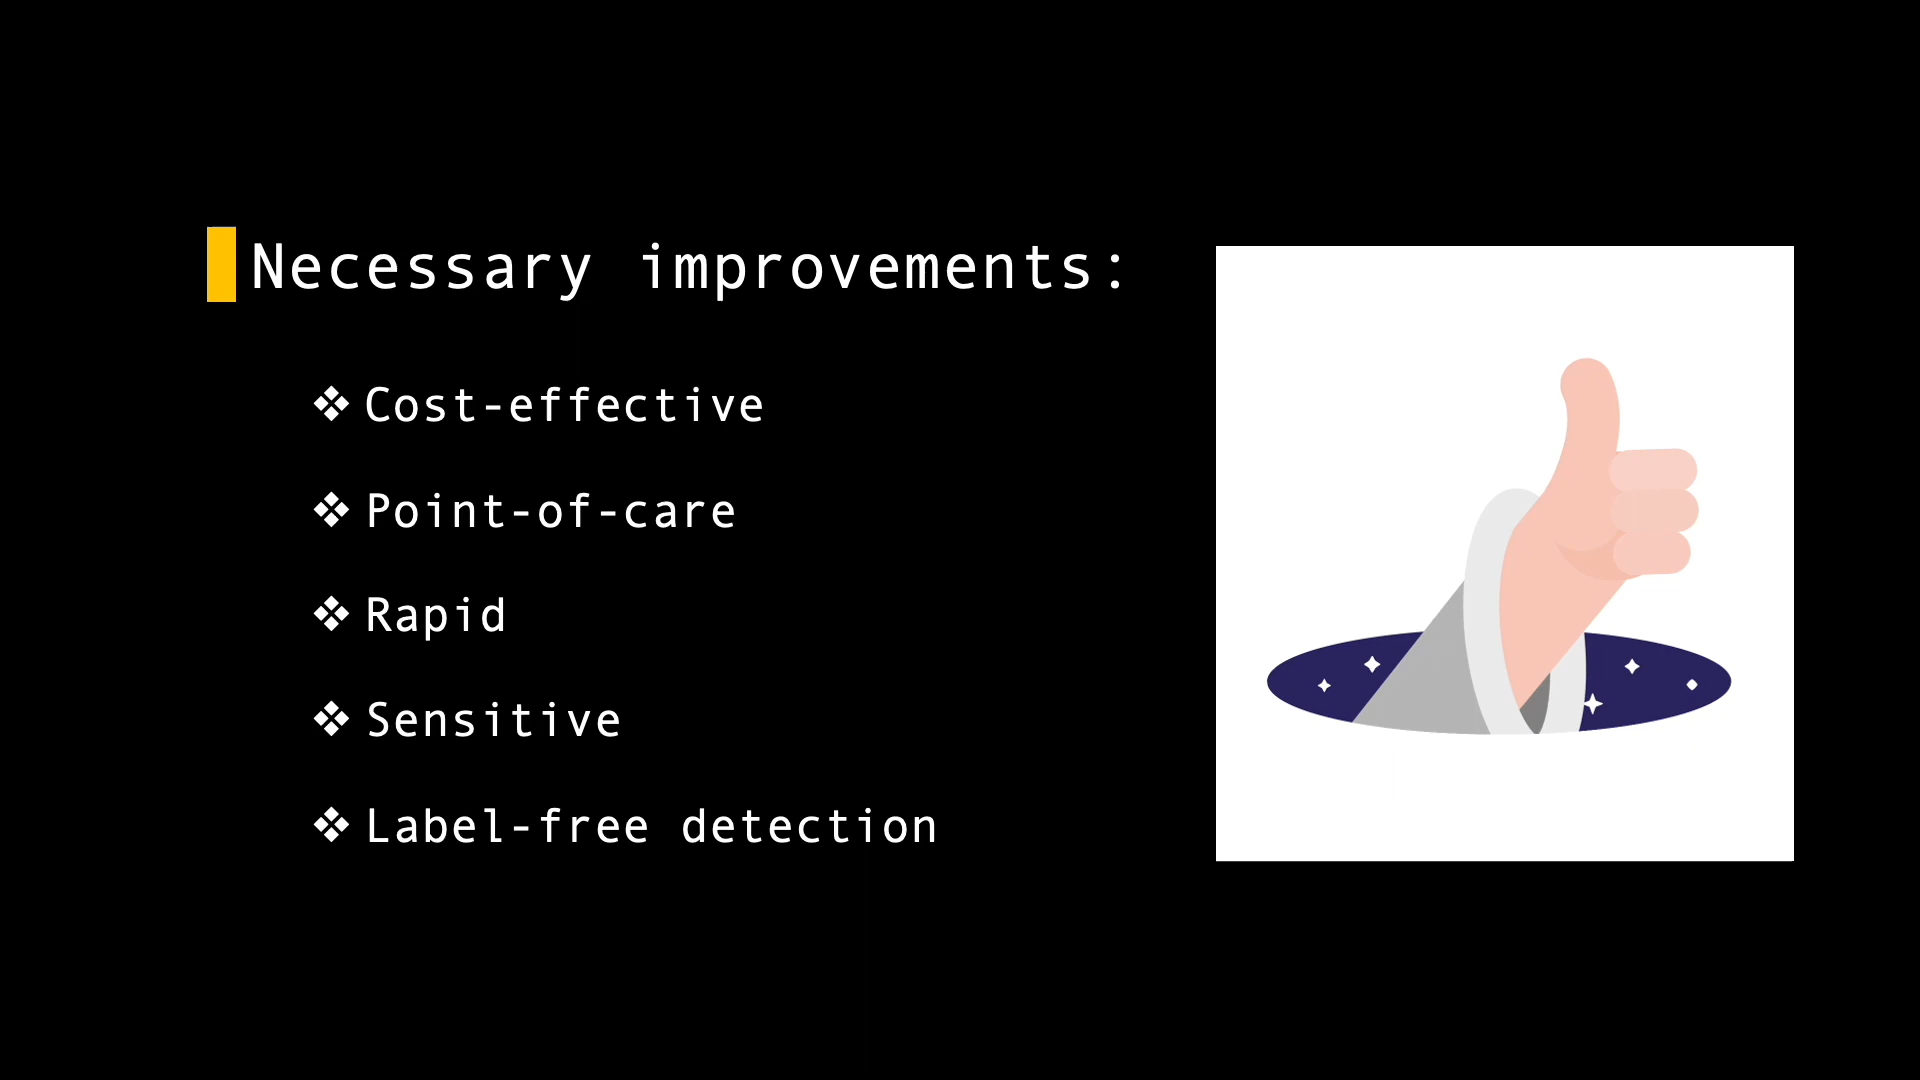 Necessary improvements:
❖ Cost-effective
❖ Point-of-care
❖ Rapid
❖ Sensitive
❖ Label-free detection